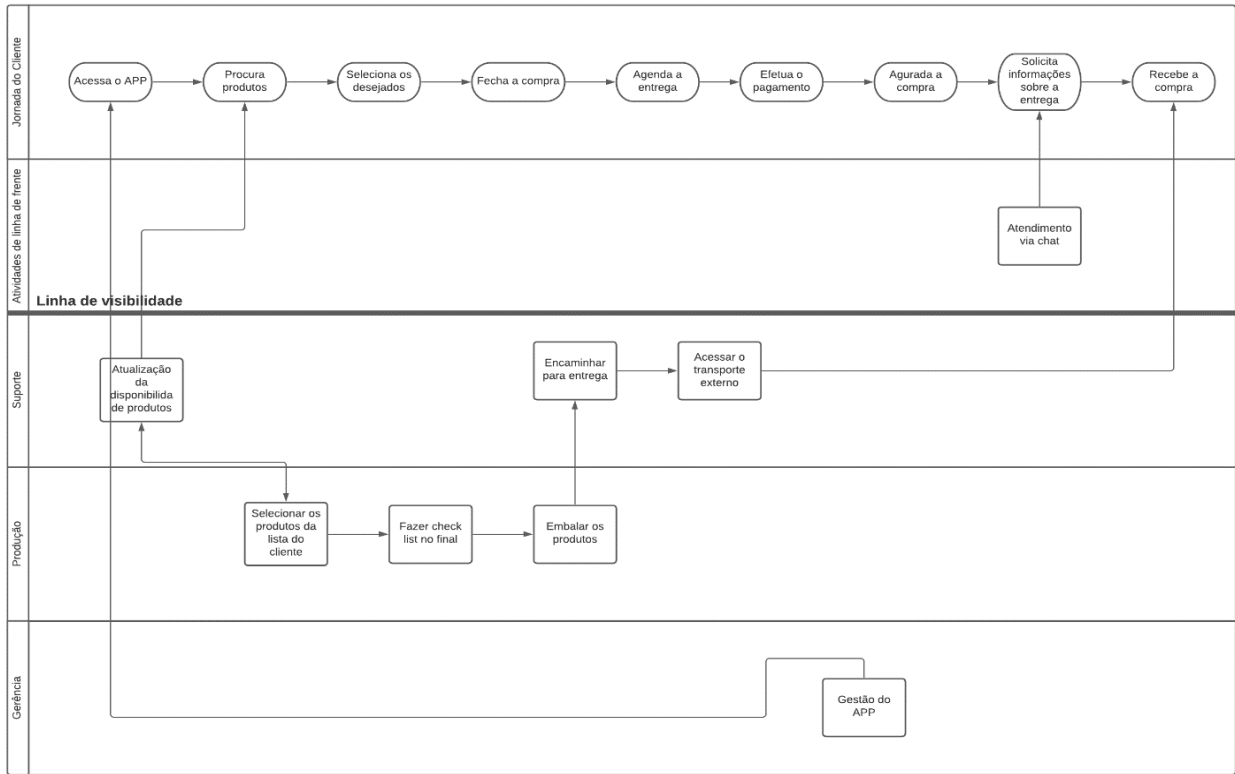 Jornada do Cliente
Acessa o APP
Procura
produtos
Seleciona os
desejados
Fecha a compra
Agenda a
entrega
Efetua o
pagamento
Agurada a
compra
Solicita
informações
sobre a
entrega
Recebe a
compra
Atividades de linha de frente
Atendimento
via chat
Linha de visibilidade
Suporte
Atualização
da
disponibilida
de produtos
Encaminhar
para entrega
Acessar o
transporte
externo
Produção
Selecionar os
produtos da
lista do
cliente
Fazer check
list no final
Embalar os
produtos
Gerência
Gestão do
APP